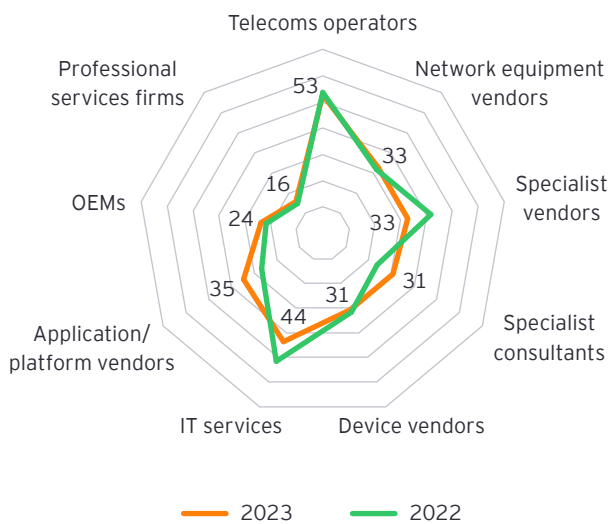 Telecoms operators
Professional
services firms
Network equipment
vendors
53
33
16
OEMs
24
33
Specialist
vendors
35
44
31
31
Application/
platform vendors
Specialist
consultants
IT services
Device vendors
2023
2022